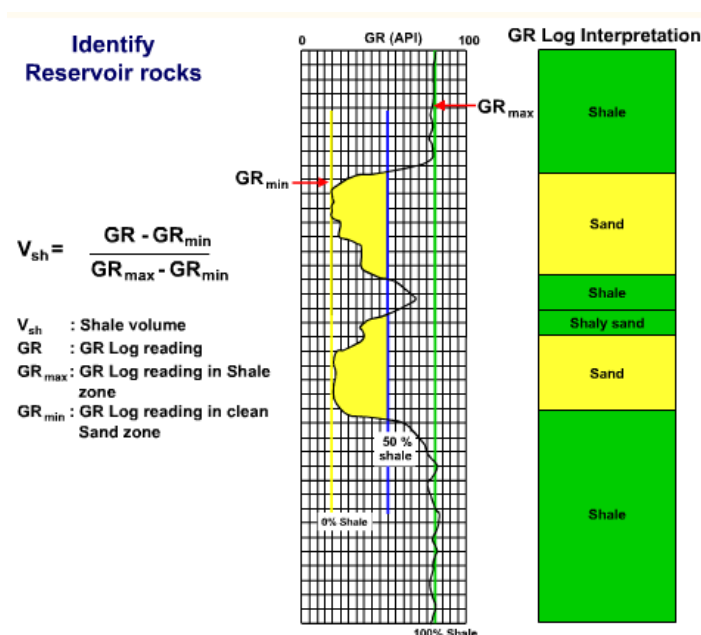 Identify
Reservoir rocks
0 GR (API) 100
GR Log Interpretation
GRmax
GRmin
Vsh = GR - GRmin
GRmax - GRmin
Vsh : Shale volume
GR : GR Log reading
GRmax : GR Log reading in Shale
zone
GRmin : GR Log reading in clean
Sand zone
50 %
shale
0% Shale
100% Shale
Shale
Sand
Shale
Shaly sand
Sand
Shale